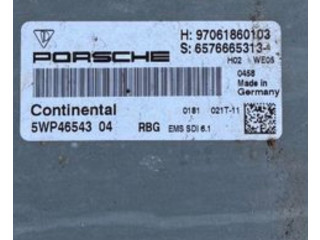 PORSCHE
H: 97061860103
S: 6576665313
H02 WE05
0458
Made in
Germany
Continental
0181 021T-11
5WP46543 04 RBG EMS SDI 6.1